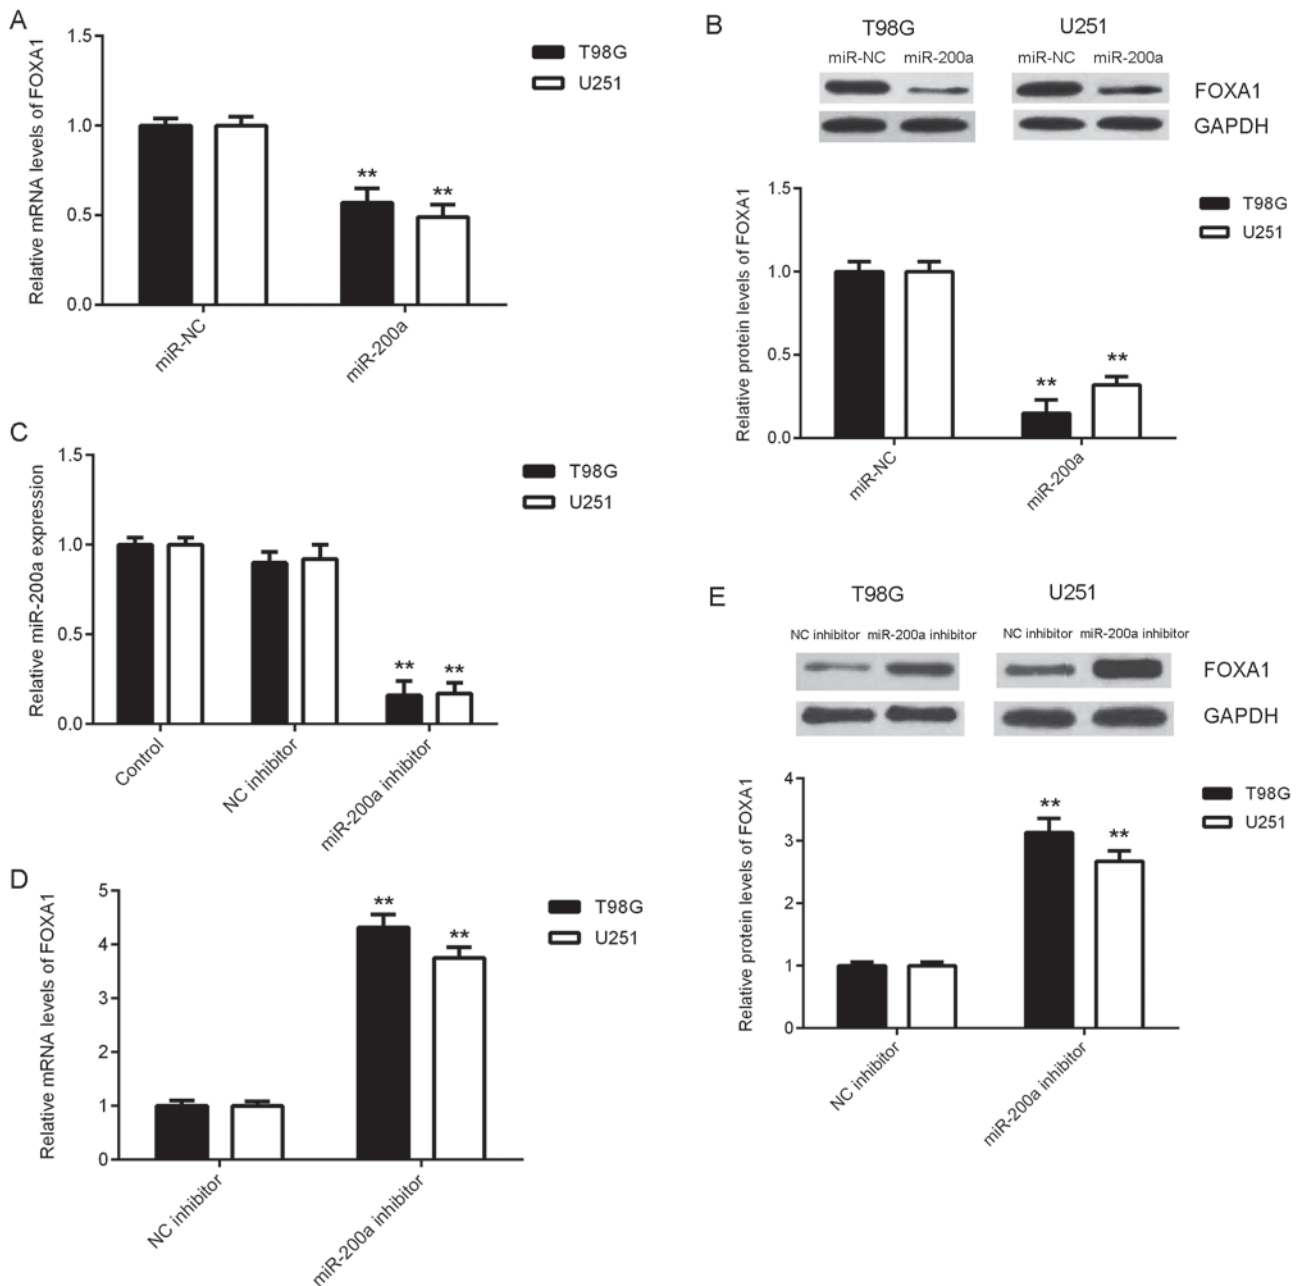 A
Relative mRNA levels of FOXA1
1.5
1.0
0.5
0.0
** **
miR-NC
miR-200a
T98G
U251
B
T98G U251
miR-NC miR-200a miR-NC miR-200a
FOXA1
GAPDH
Relative protein levels of FOXA1
1.5
1.0
0.5
0.0
** **
miR-NC
miR-200a
T98G
U251
C
Relative miR-200a expression
1.5
1.0
0.5
0.0
** **
Control
NC inhibitor
miR-200a inhibitor
T98G
U251
D
Relative mRNA levels of FOXA1
5
4
3
2
1
0
** **
NC inhibitor
miR-200a inhibitor
T98G
U251
E
T98G U251
NC inhibitor miR-200a inhibitor NC inhibitor miR-200a inhibitor
FOXA1
GAPDH
Relative protein levels of FOXA1
4
3
2
1
0
** **
NC inhibitor
miR-200a inhibitor
T98G
U251